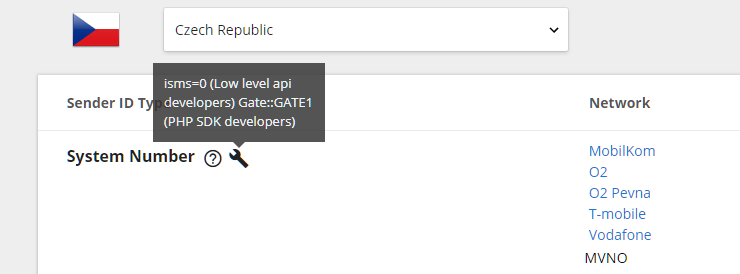 Czech Republic
isms=0 (Low level api
developers) Gate::GATE1
(PHP SDK developers)
Sender ID Typ
Network
System Number
MobilKom
O2
O2 Pevna
T-mobile
Vodafone
MVNO